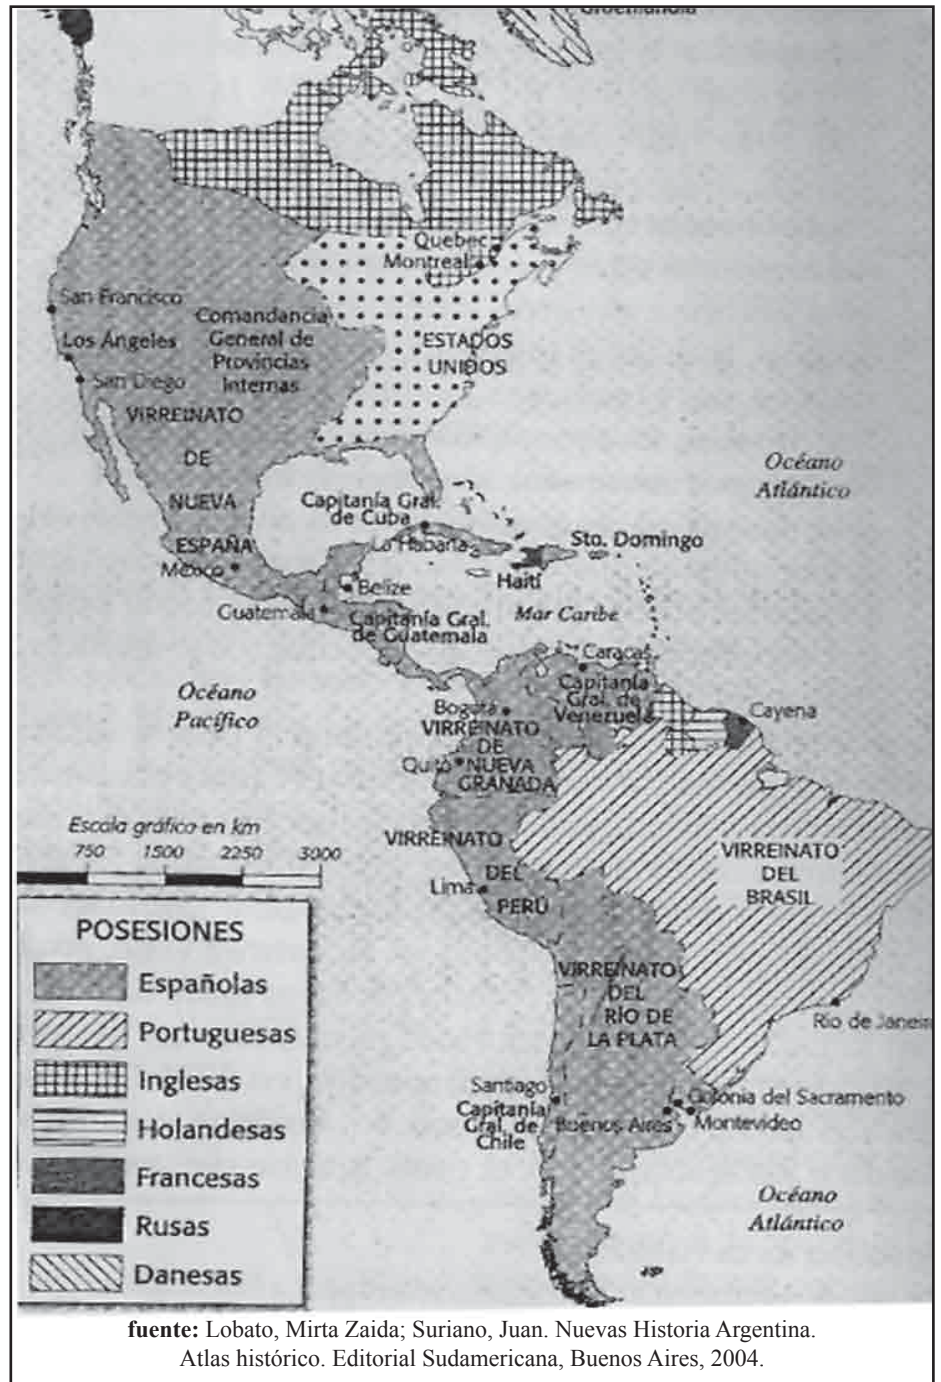 Groenlandia
Quebec
Montreal
San Francisco
Comandancia
General de
Provincias
Internas
Los Ángeles
San Diego
ESTADOS
UNIDOS
VIRREINATO
DE
NUEVA
ESPAÑA
México
Océano
Atlántico
Capitanía Gral.
de Cuba
La Habana
Sto. Domingo
Haití
Belize
Guatemala
Capitanía Gral.
de Guatemala
Mar Caribe
Caracas
Capitanía
Gral. de
Venezuela
Océano
Pacífico
Bogotá
VIRREINATO
DE
NUEVA
GRANADA
Quito
Cayena
Escala gráfico en km
750 1500 2250 3000
VIRREINATO
DEL
PERÚ
Lima
VIRREINATO
DEL
BRASIL
POSESIONES
Españolas
Portuguesas
Inglesas
Holandesas
Francesas
Rusas
Danesas
VIRREINATO
DEL
RÍO DE
LA PLATA
Río de Janeir
Santiago
Capitanía
Gral. de
Chile
Buenos Aires
Colonia del Sacramento
Montevideo
Océano
Atlántico
fuente: Lobato, Mirta Zaida; Suriano, Juan. Nuevas Historia Argentina.
Atlas histórico. Editorial Sudamericana, Buenos Aires, 2004.